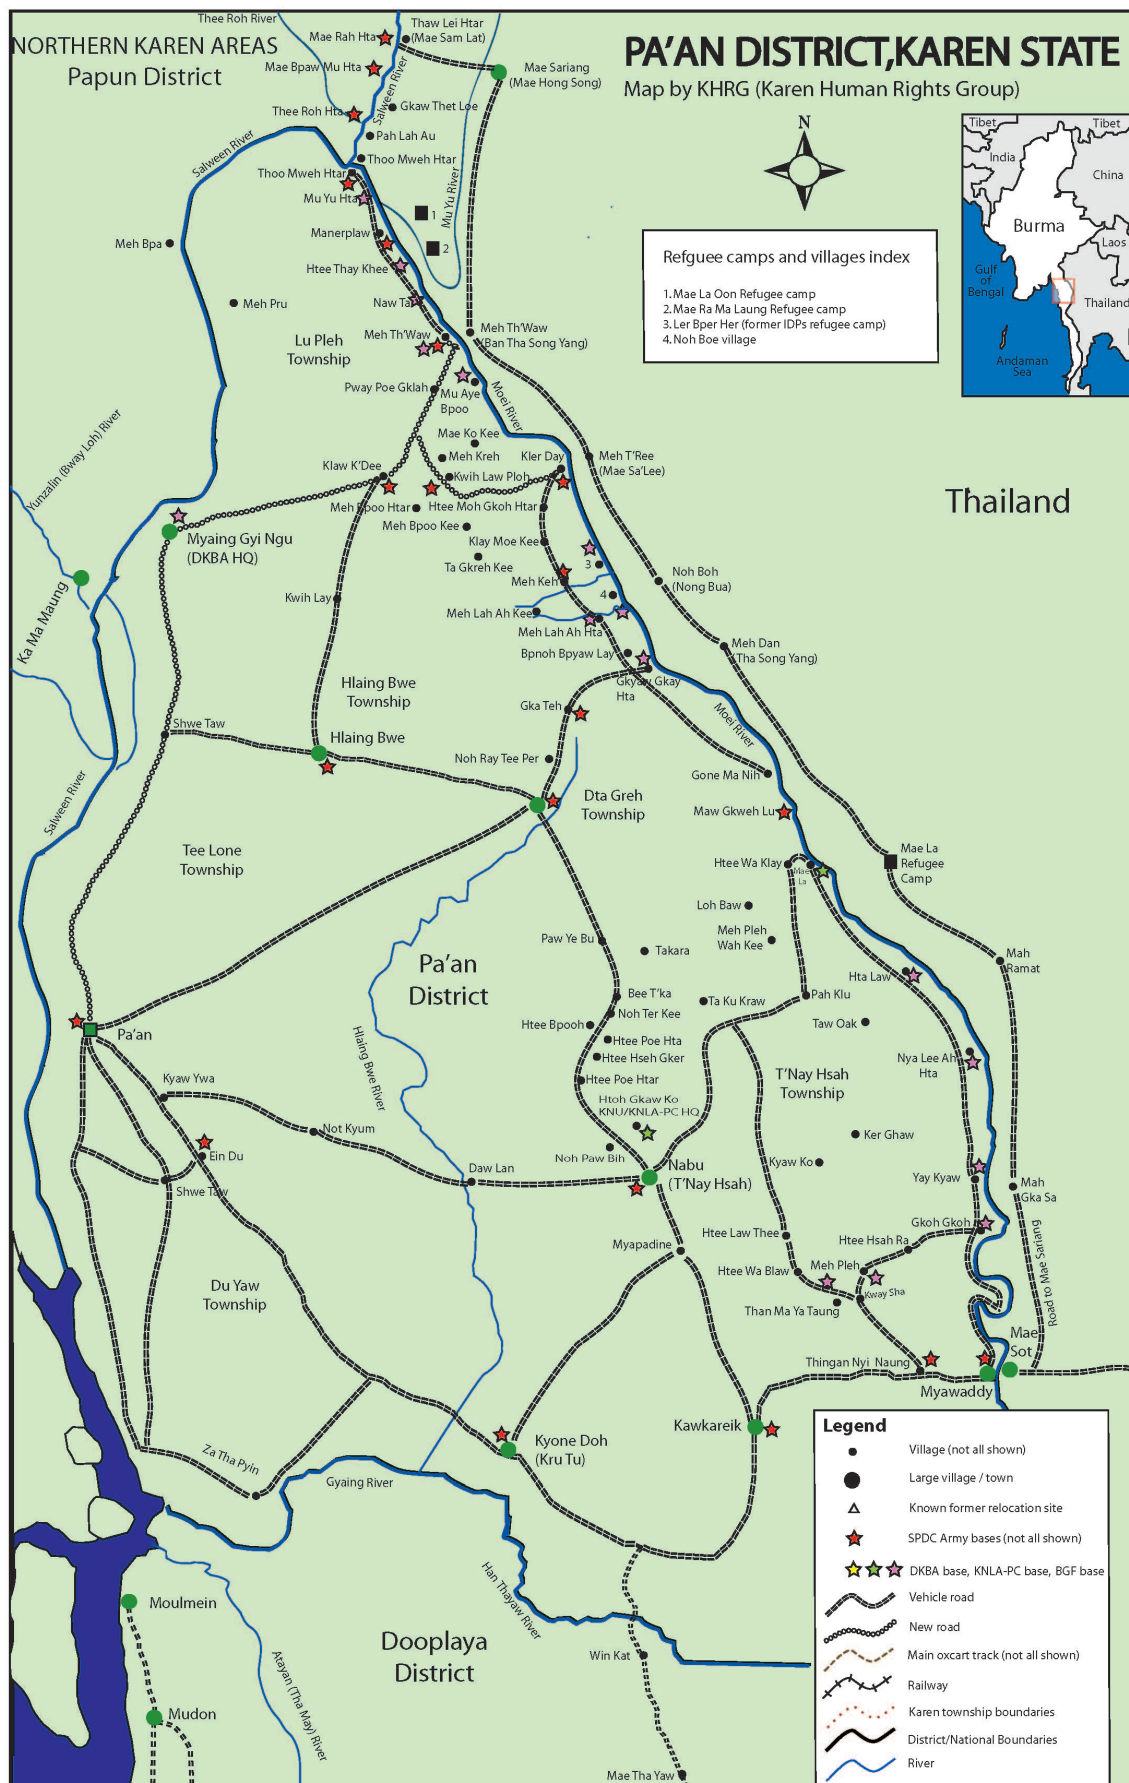 Thee Roh River
Thaw Lei Htar
(Mae Sam Lat)
Mae Rah Hta
NORTHERN KAREN AREAS
Papun District
PA'AN DISTRICT,KAREN STATE
Map by KHRG (Karen Human Rights Group)
Mae Bpaw Mu Hta
Mae Sariang
(Mae Hong Song)
Salween River
Gkaw Thet Loe
Thee Roh Hta
Pah Lah Au
Salween River
Thoo Mweh Htar
Thoo Mweh Htar
Mu Yu Hta
Mu Yu River
1
2
Manerplaw
Meh Bpa
Htee Thay Khee
Meh Pru
Naw Ta
N
Tibet
Tibet
India
China
Burma
Laos
Gulf
of
Bengal
Thailand
Andaman
Sea
Refguee camps and villages index
1.Mae La Oon Refugee camp
2.Mae Ra Ma Laung Refugee camp
3.Ler Bper Her (former IDPs refugee camp)
4.Noh Boe village
Lu Pleh
Township
Meh Th'Waw
Meh Th'Waw
(Ban Tha Song Yang)
Pway Poe Gklah
Mu Aye
Bpoo
Moei River
Yunzalin (Bway Loh) River
Mae Ko Kee
Meh Kreh
Kler Day
Meh T'Ree
(Mae Sa'Lee)
Klaw K'Dee
Kwih Law Ploh
Thailand
Meh Bpoo Htar
Htee Moh Gkoh Htar
Myaing Gyi Ngu
(DKBA HQ)
Meh Bpoo Kee
Klay Moe Kee
Ta Gkreh Kee
3
Meh Keh
Noh Boh
(Nong Bua)
Ka Ma Maung
Kwih Lay
4
Meh Lah Ah Kee
Meh Lah Ah Hta
Bpnoh Bpyaw Lay
Meh Dan
(Tha Song Yang)
Gkyaw Gkay
Hta
Hlaing Bwe
Township
Gka Teh
Moei River
Shwe Taw
Hlaing Bwe
Noh Ray Tee Per
Gone Ma Nih
Dta Greh
Township
Maw Gkweh Lu
Salween River
Tee Lone
Township
Htee Wa Klay
Mae
La
Mae La
Refugee
Camp
Loh Baw
Meh Pleh
Wah Kee
Paw Ye Bu
Takara
Mah
Ramat
Pa'an
District
Hta Law
Bee T'ka
Ta Ku Kraw
Pah Klu
Noh Ter Kee
Taw Oak
Pa'an
Htee Bpooh
Htee Poe Hta
Htee Hseh Gker
Nya Lee Ah
Hta
Hlaing Bwe River
Htee Poe Htar
T'Nay Hsah
Township
Kyaw Ywa
Htoh Gkaw Ko
KNU/KNLA-PC HQ
Not Kyum
Ker Ghaw
Ein Du
Noh Paw Bih
Kyaw Ko
Daw Lan
Nabu
(T'Nay Hsah)
Yay Kyaw
Mah
Gka Sa
Shwe Taw
Gkoh Gkoh
Htee Law Thee
Htee Hsah Ra
Myapadine
Htee Wa Blaw
Meh Pleh
Kway Sha
Road to Mae Sariang
Du Yaw
Township
Than Ma Ya Taung
Mae
Sot
Thingan Nyi Naung
Myawaddy
Kawkareik
Kyone Doh
(Kru Tu)
Za Tha Pyin
Gyaing River
Han Thayaw River
Moulmein
Dooplaya
District
Win Kat
Atayan (Tha May) River
Mudon
Mae Tha Yaw
Legend
Village (not all shown)
Large village / town
Known former relocation site
SPDC Army bases (not all shown)
DKBA base, KNLA-PC base, BGF base
Vehicle road
New road
Main oxcart track (not all shown)
Railway
Karen township boundaries
District/National Boundaries
River